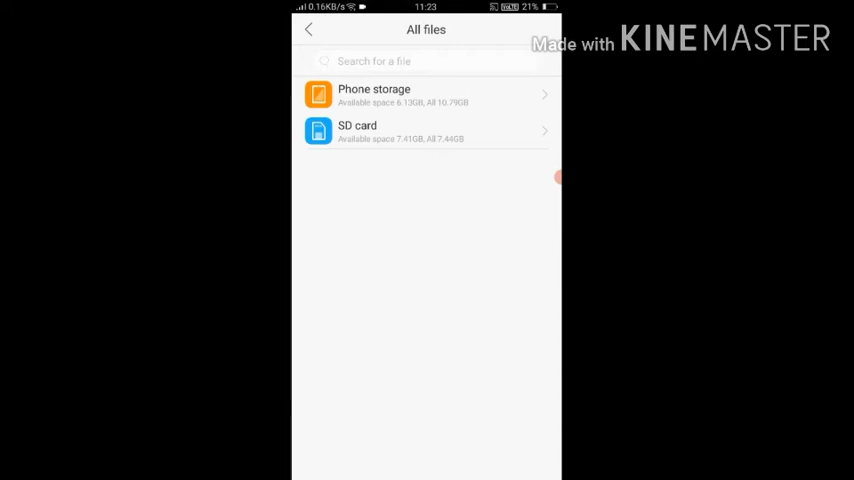 0.16KB/s 11:23 VoLTE 21%
All files
Made with KINEMASTER
Search for a file
Phone storage
Available space 6.13GB, All 10.79GB
SD card
Available space 7.41GB, All 7.44GB